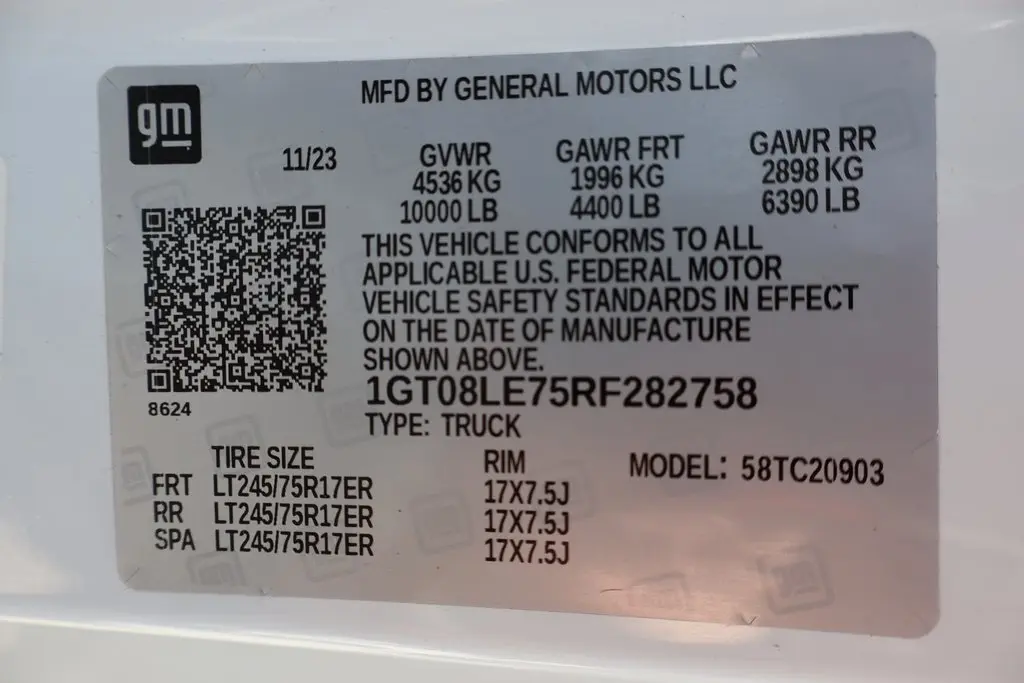 gm
MFD BY GENERAL MOTORS LLC
11/23
GVWR GAWR FRT GAWR RR
4536 KG 1996 KG 2898 KG
10000 LB 4400 LB 6390 LB
THIS VEHICLE CONFORMS TO ALL
APPLICABLE U.S. FEDERAL MOTOR
VEHICLE SAFETY STANDARDS IN EFFECT
ON THE DATE OF MANUFACTURE
SHOWN ABOVE.
1GT08LE75RF282758
8624
TYPE: TRUCK
TIRE SIZE RIM MODEL: 58TC20903
FRT LT245/75R17ER 17X7.5J
RR LT245/75R17ER 17X7.5J
SPA LT245/75R17ER 17X7.5J